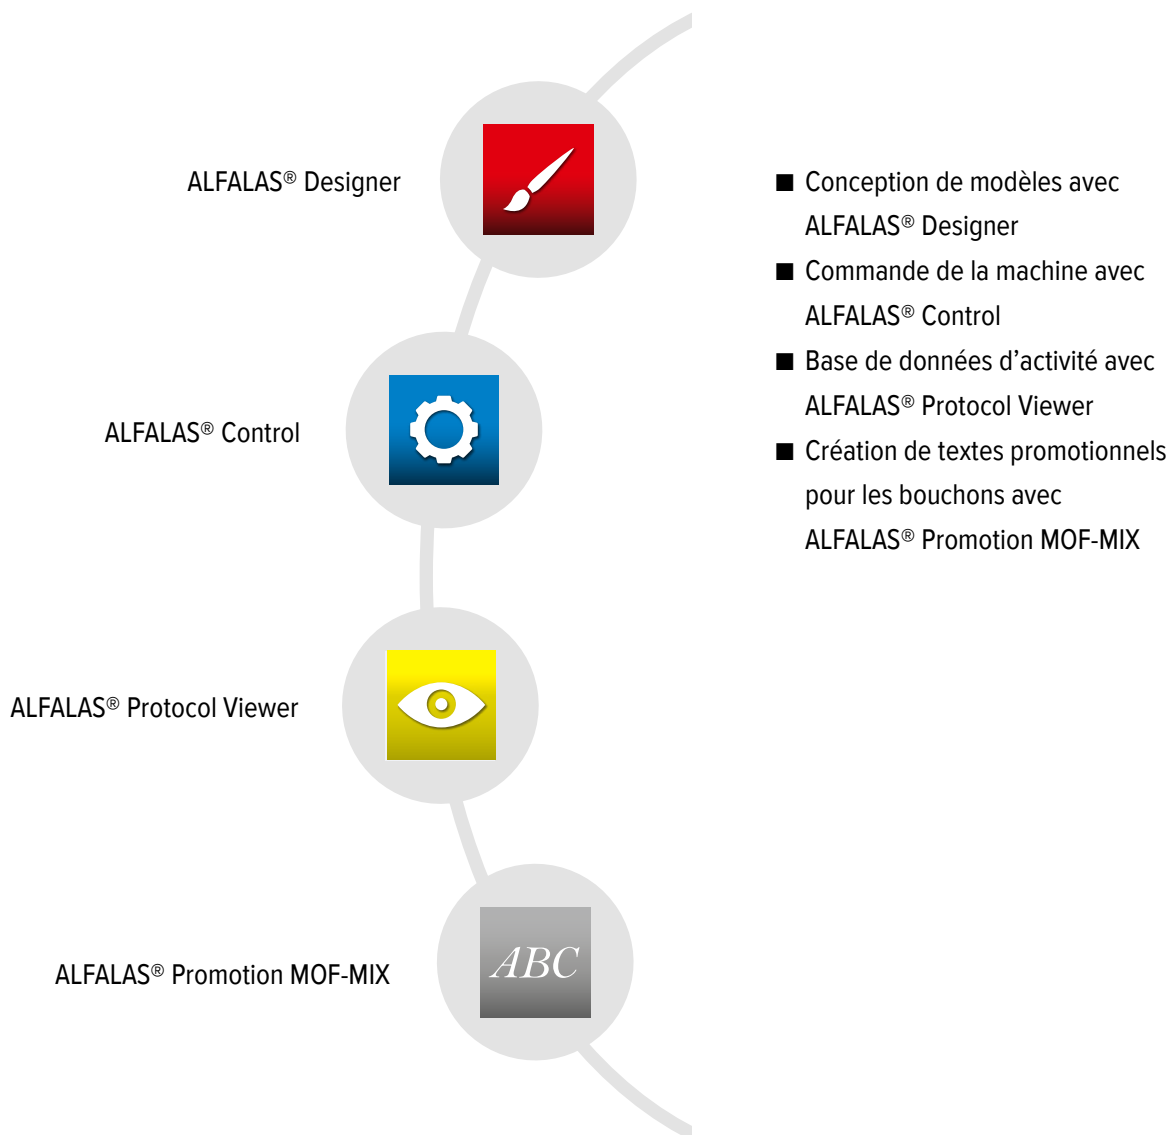 ALFALAS® Designer
ALFALAS® Control
ALFALAS® Protocol Viewer
ABC
ALFALAS® Promotion MOF-MIX
■ Conception de modèles avec
ALFALAS® Designer
■ Commande de la machine avec
ALFALAS® Control
■ Base de données d’activité avec
ALFALAS® Protocol Viewer
■ Création de textes promotionnels
pour les bouchons avec
ALFALAS® Promotion MOF-MIX